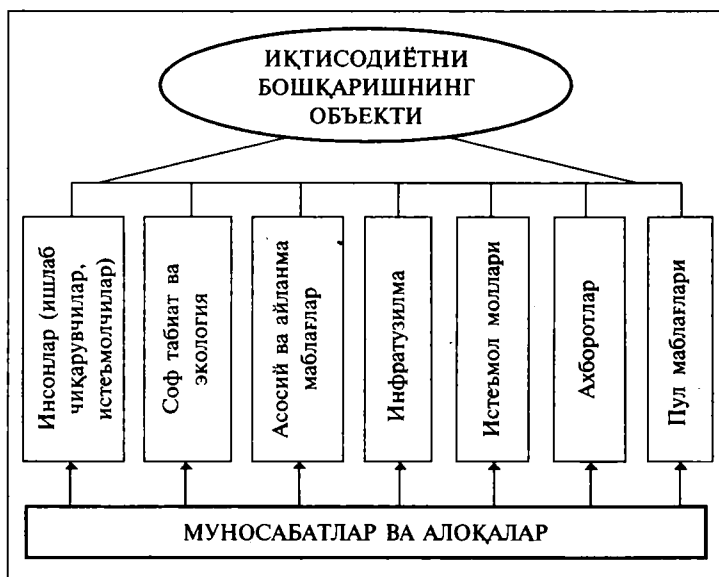 ИҚТИСОДИЁТНИ
БОШҚАРИШНИНГ
ОБЪЕКТИ
Инсонлар (ишлаб
чиқарувчилар,
истеъмолчилар)
Соф табиат ва
экология
Асосий ва айланма
маблағлар
Инфратузилма
Истеъмол моллари
Ахборотлар
Пул маблағлари
МУНОСАБАТЛАР ВА АЛОҚАЛАР